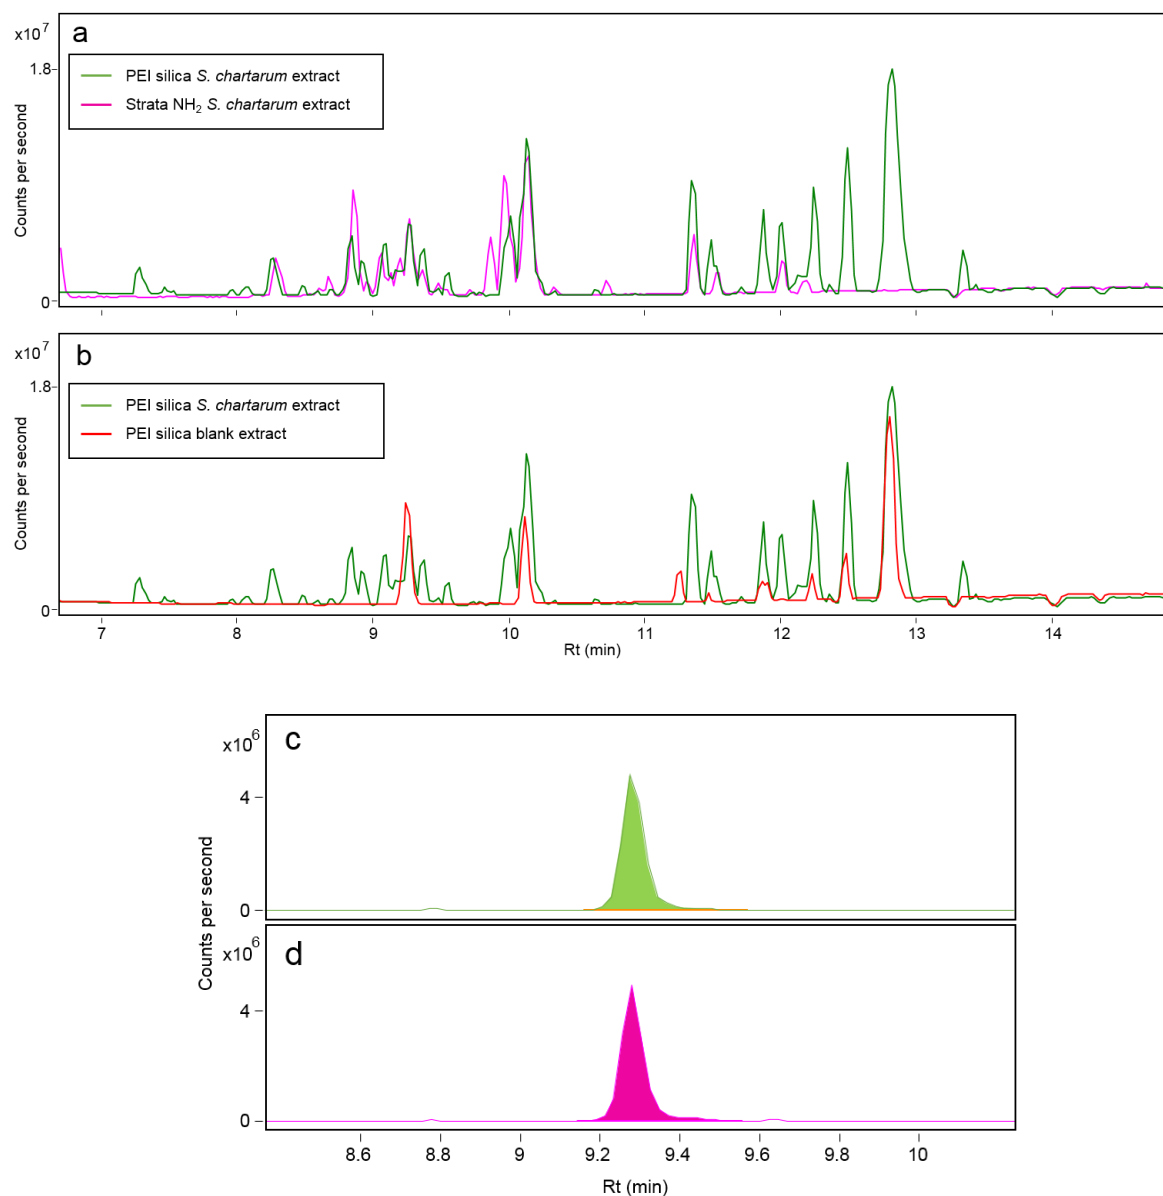 a
x10^7
PEI silica S. chartarum extract
Strata NH₂ S. chartarum extract
1.8
Counts per second
0
b
x10^7
1.8
PEI silica S. chartarum extract
PEI silica blank extract
Counts per second
0
7 8 9 10 11 12 13 14
Rt (min)
c
x10^6
4
0
Counts per second
d
x10^6
4
0
8.6 8.8 9 9.2 9.4 9.6 9.8 10
Rt (min)